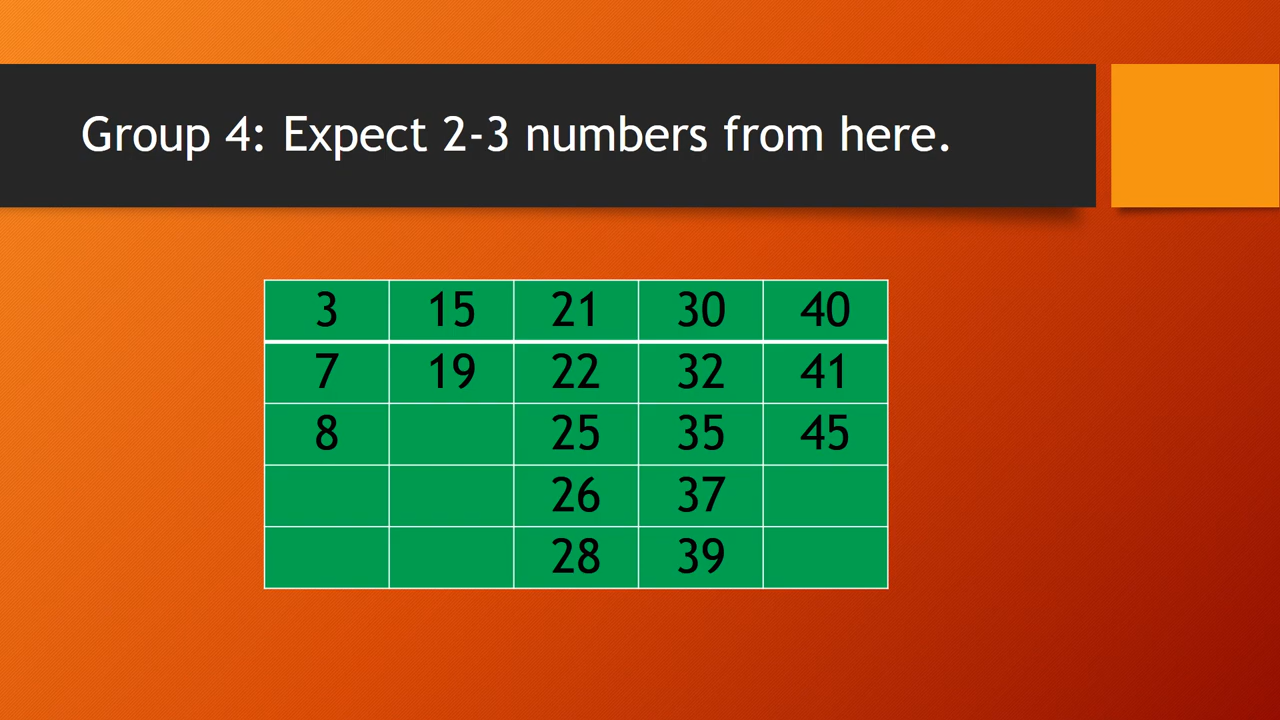 Group 4: Expect 2-3 numbers from here.
3 15 21 30 40
7 19 22 32 41
8 25 35 45
26 37
28 39